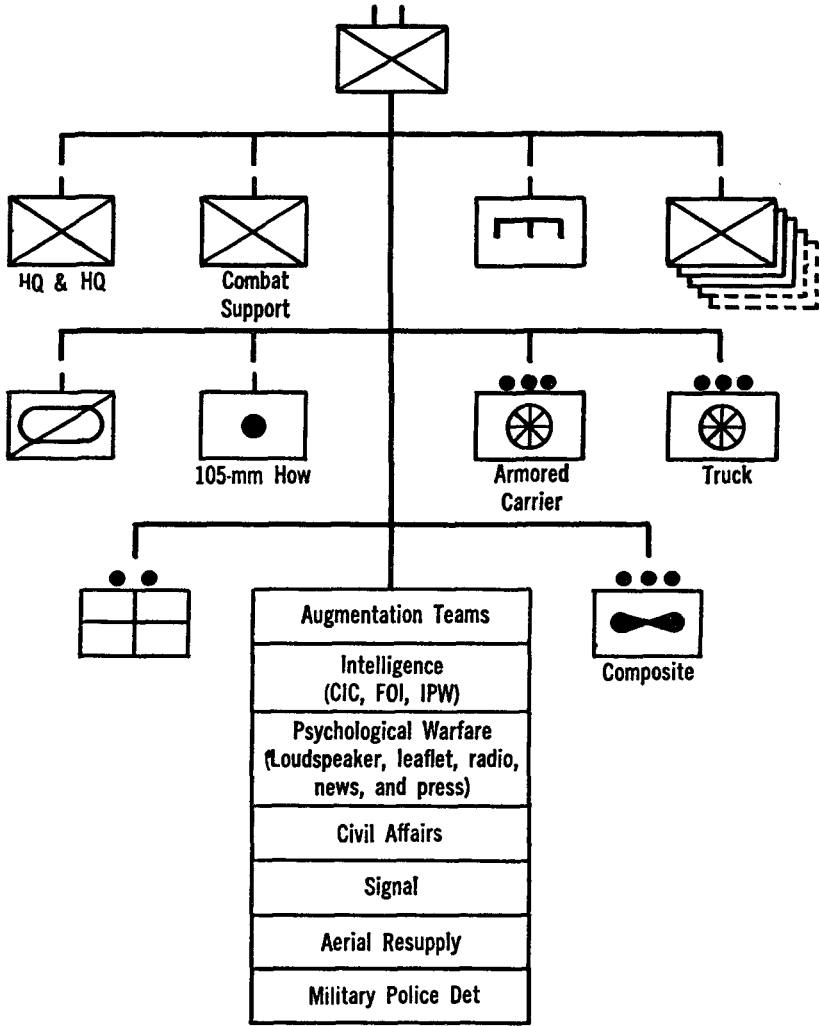 HQ & HQ
Combat
Support
105-mm How
Armored
Carrier
Truck
Composite
Augmentation Teams
Intelligence
(CIC, FOI, IPW)
Psychological Warfare
(Loudspeaker, leaflet, radio,
news, and press)
Civil Affairs
Signal
Aerial Resupply
Military Police Det